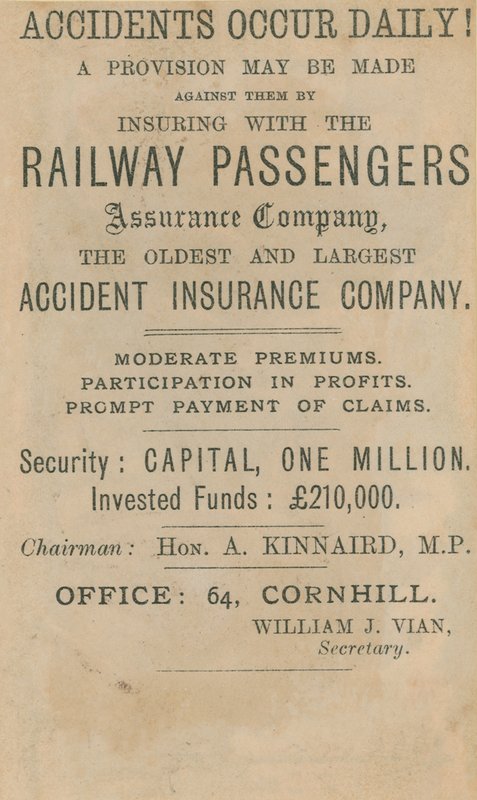 ACCIDENTS OCCUR DAILY!
A PROVISION MAY BE MADE
AGAINST THEM BY
INSURING WITH THE
RAILWAY PASSENGERS
Assurance Company,
THE OLDEST AND LARGEST
ACCIDENT INSURANCE COMPANY.
MODERATE PREMIUMS.
PARTICIPATION IN PROFITS.
PROMPT PAYMENT OF CLAIMS.
Security: CAPITAL, ONE MILLION.
Invested Funds: £210,000.
Chairman: HON. A. KINNAIRD, M.P.
OFFICE: 64, CORNHILL.
WILLIAM J. VIAN,
Secretary.